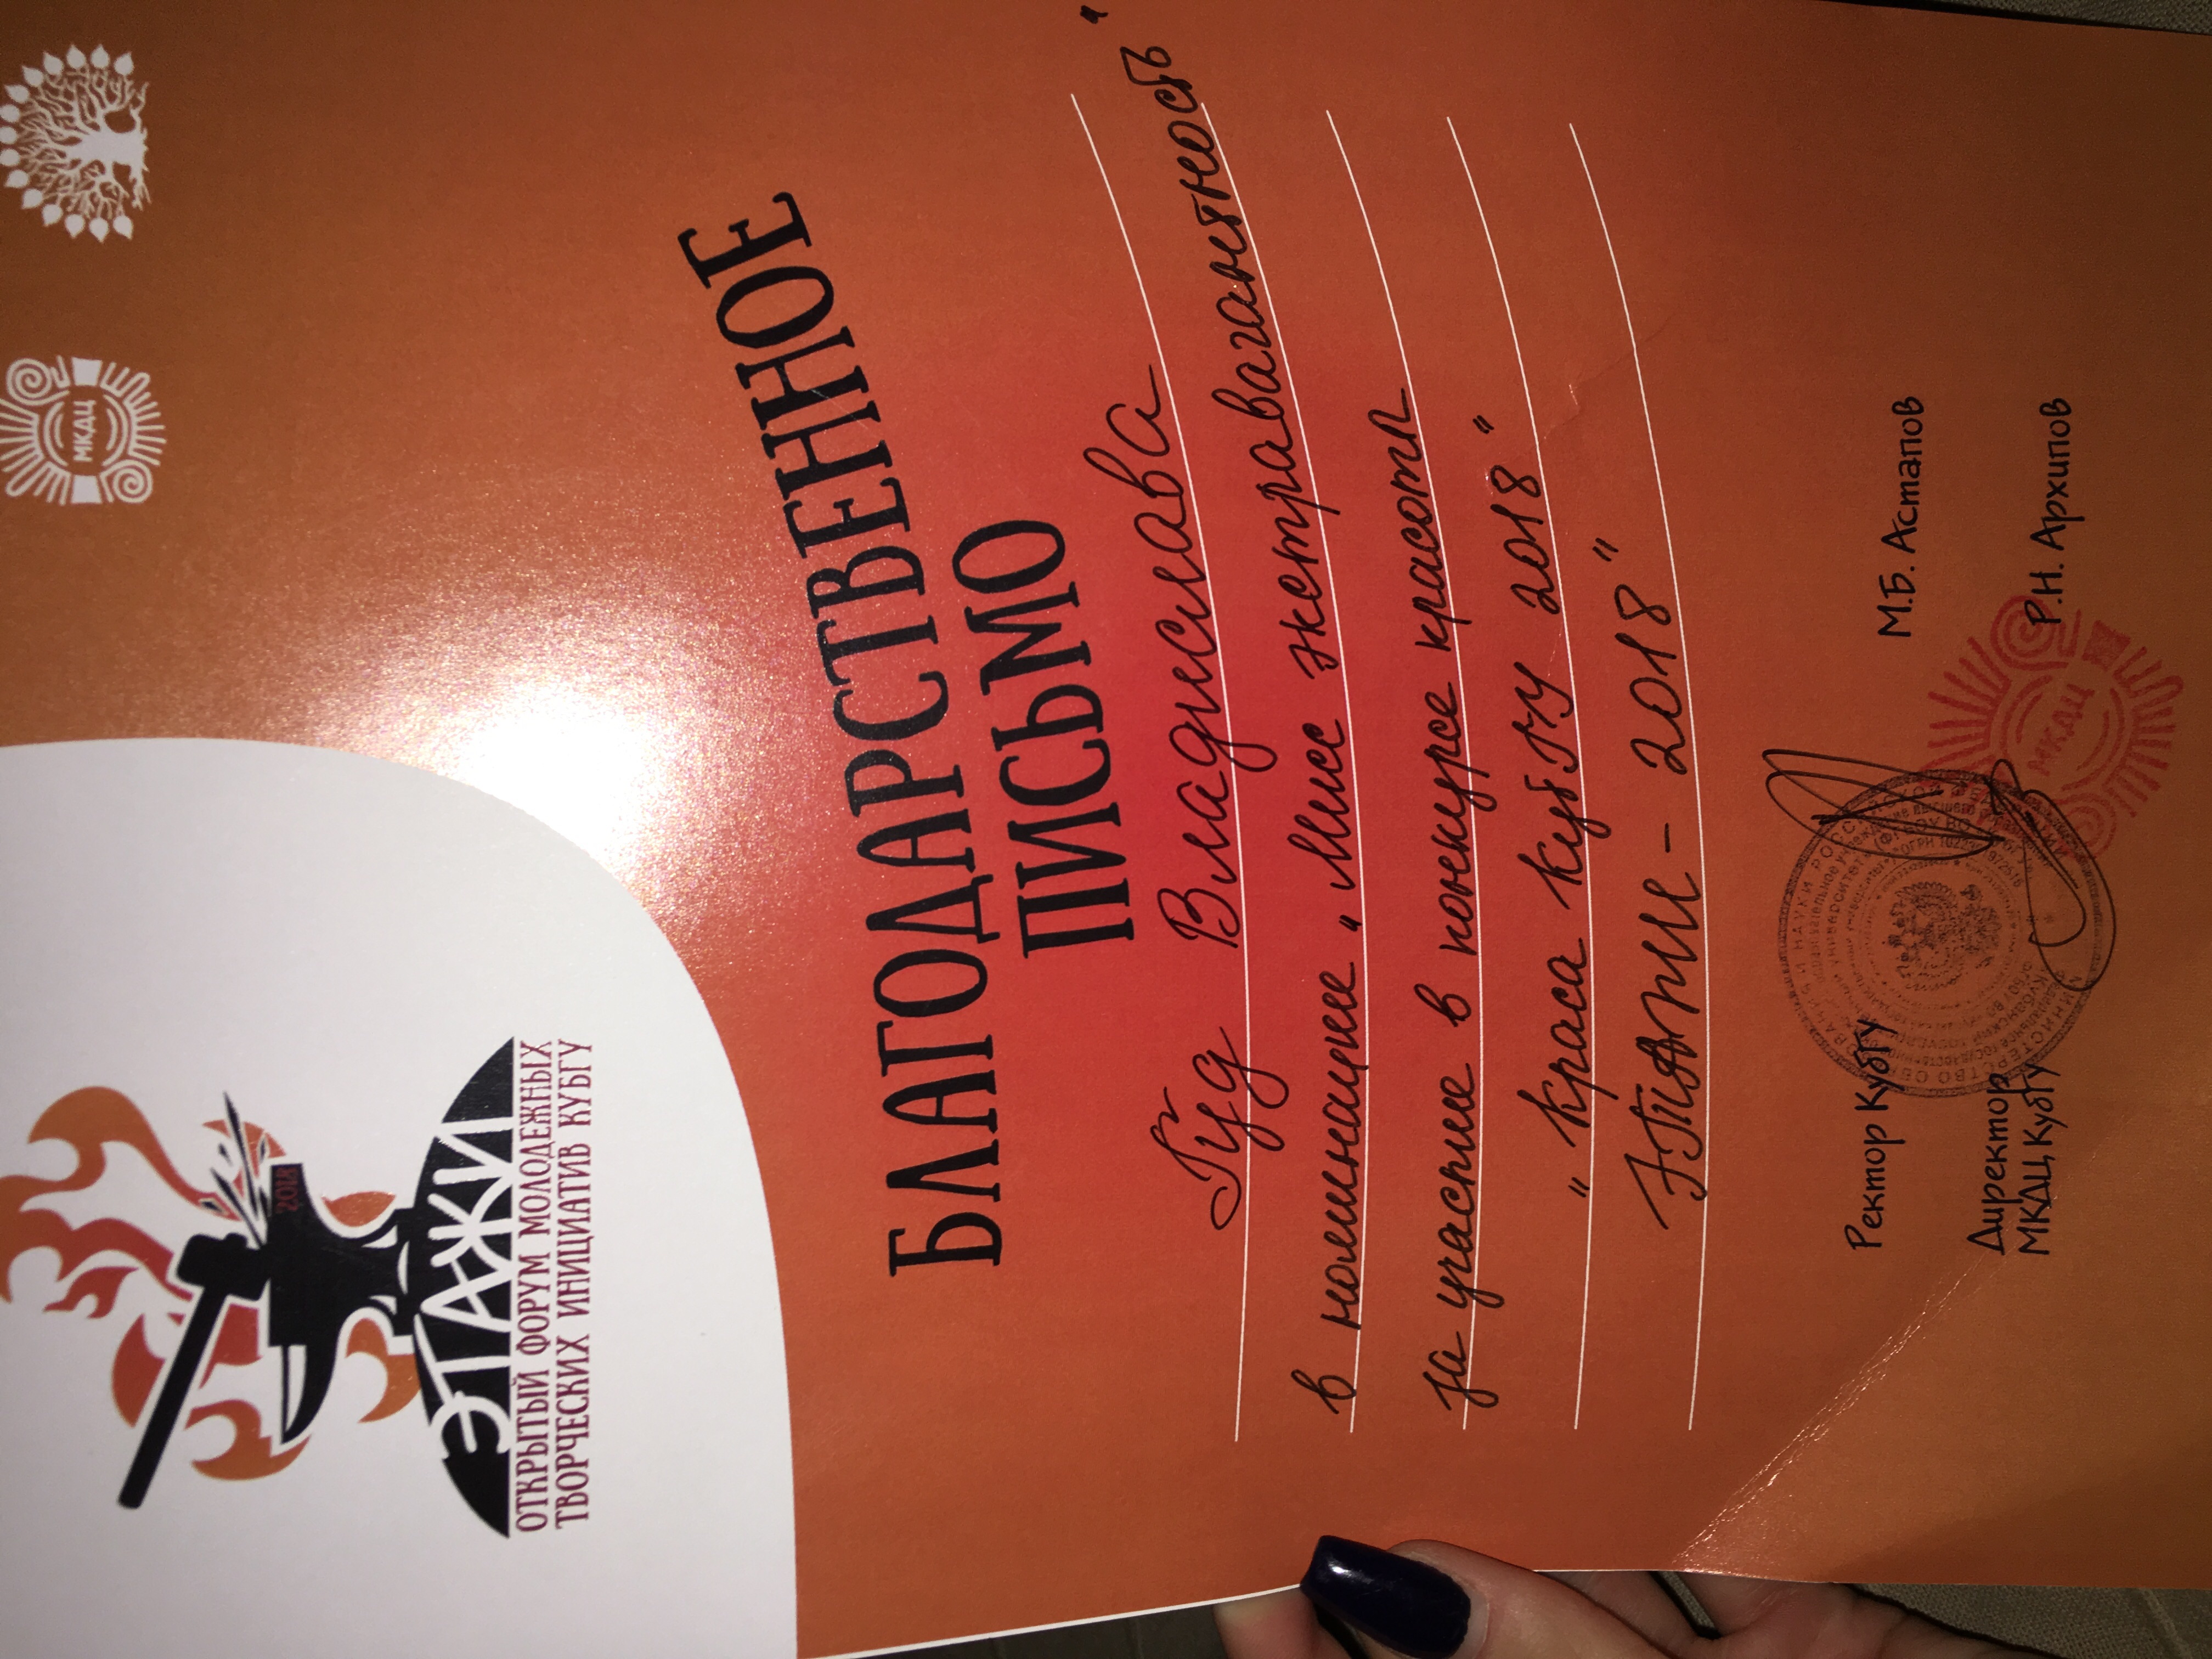 МКДЦ
2018
ЭТАЖИ
ОТКРЫТЫЙ ФОРУМ МОЛОДЕЖНЫХ
ТВОРЧЕСКИХ ИНИЦИАТИВ КУБГУ
БЛАГОДАРСТВЕННОЕ
ПИСЬМО
Гуд Владислава
в номинации "Мисс экстравагантность"
за участие в конкурсе красоты
"Краса КубГУ 2018"
ЭТАЖИ - 2018"
Ректор КубГУ М.Б. Астапов
Директор
МКДЦ КубГУ Р.Н. Архипов
МКДЦ